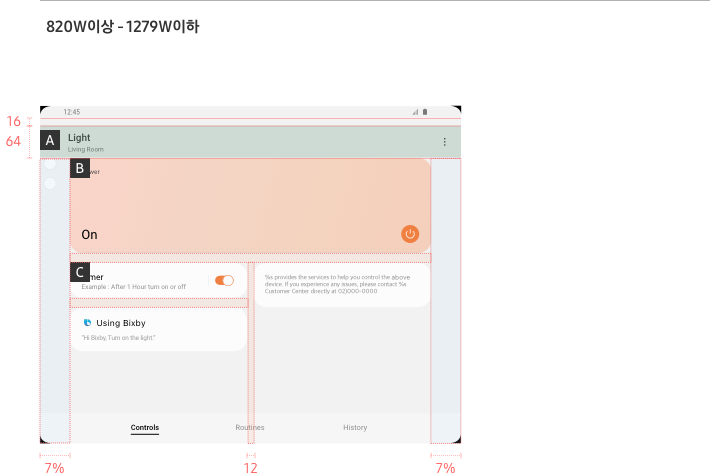 820W이상 - 1279W이하
12:45
16
64
A
Light
Living Room
B
wer
On
C
mer
Example : After 1 Hour turn on or off
%s provides the services to help you control the above
device. If you experience any issues, please contact %s
Customer Center directly at 02)000-0000
Using Bixby
"Hi Bixby, Turn on the light."
Controls
Routines
History
7%
12
7%